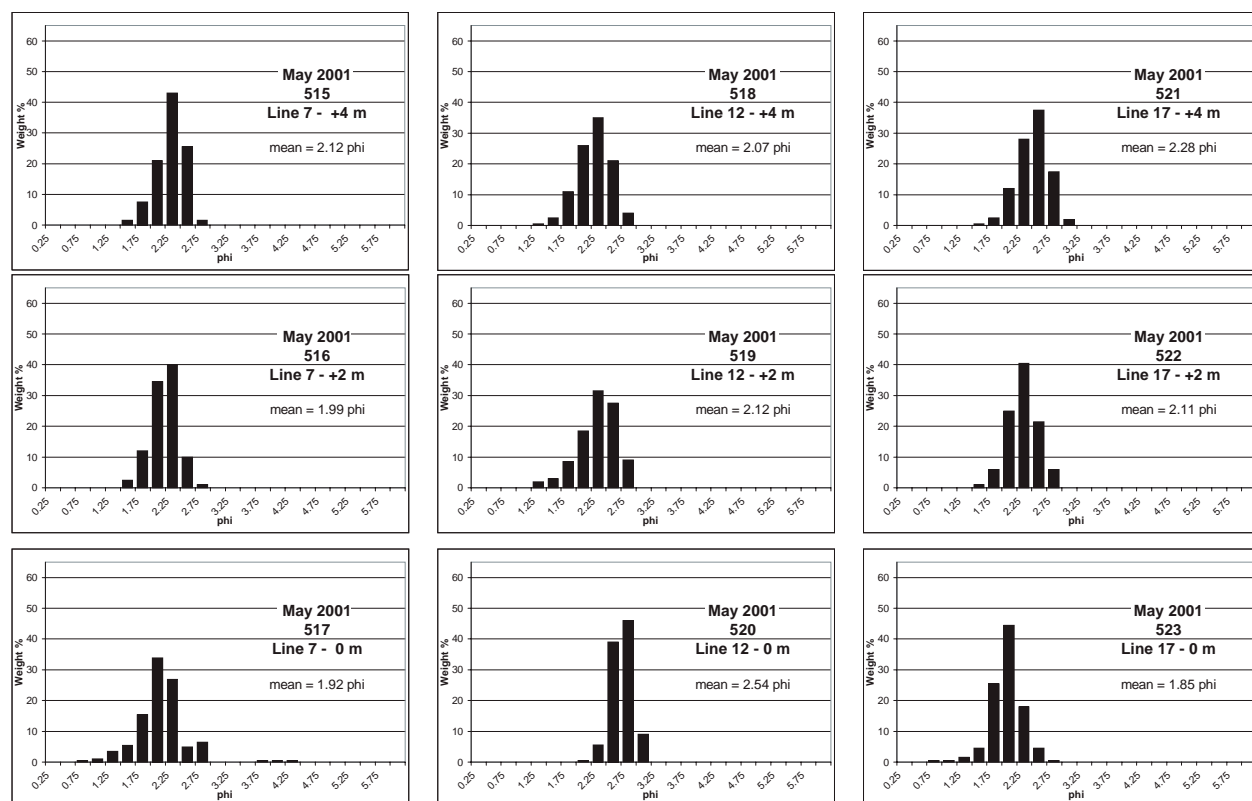 60
50
40
30
20
10
0
Weight %
May 2001
515
Line 7 - +4 m
mean = 2.12 phi
0.25 0.75 1.25 1.75 2.25 2.75 3.25 3.75 4.25 4.75 5.25 5.75
phi
60
50
40
30
20
10
0
Weight %
May 2001
518
Line 12 - +4 m
mean = 2.07 phi
0.25 0.75 1.25 1.75 2.25 2.75 3.25 3.75 4.25 4.75 5.25 5.75
phi
60
50
40
30
20
10
0
Weight %
May 2001
521
Line 17 - +4 m
mean = 2.28 phi
0.25 0.75 1.25 1.75 2.25 2.75 3.25 3.75 4.25 4.75 5.25 5.75
phi
60
50
40
30
20
10
0
Weight %
May 2001
516
Line 7 - +2 m
mean = 1.99 phi
0.25 0.75 1.25 1.75 2.25 2.75 3.25 3.75 4.25 4.75 5.25 5.75
phi
60
50
40
30
20
10
0
Weight %
May 2001
519
Line 12 - +2 m
mean = 2.12 phi
0.25 0.75 1.25 1.75 2.25 2.75 3.25 3.75 4.25 4.75 5.25 5.75
phi
60
50
40
30
20
10
0
Weight %
May 2001
522
Line 17 - +2 m
mean = 2.11 phi
0.25 0.75 1.25 1.75 2.25 2.75 3.25 3.75 4.25 4.75 5.25 5.75
phi
60
50
40
30
20
10
0
Weight %
May 2001
517
Line 7 - 0 m
mean = 1.92 phi
0.25 0.75 1.25 1.75 2.25 2.75 3.25 3.75 4.25 4.75 5.25 5.75
phi
60
50
40
30
20
10
0
Weight %
May 2001
520
Line 12 - 0 m
mean = 2.54 phi
0.25 0.75 1.25 1.75 2.25 2.75 3.25 3.75 4.25 4.75 5.25 5.75
phi
60
50
40
30
20
10
0
Weight %
May 2001
523
Line 17 - 0 m
mean = 1.85 phi
0.25 0.75 1.25 1.75 2.25 2.75 3.25 3.75 4.25 4.75 5.25 5.75
phi